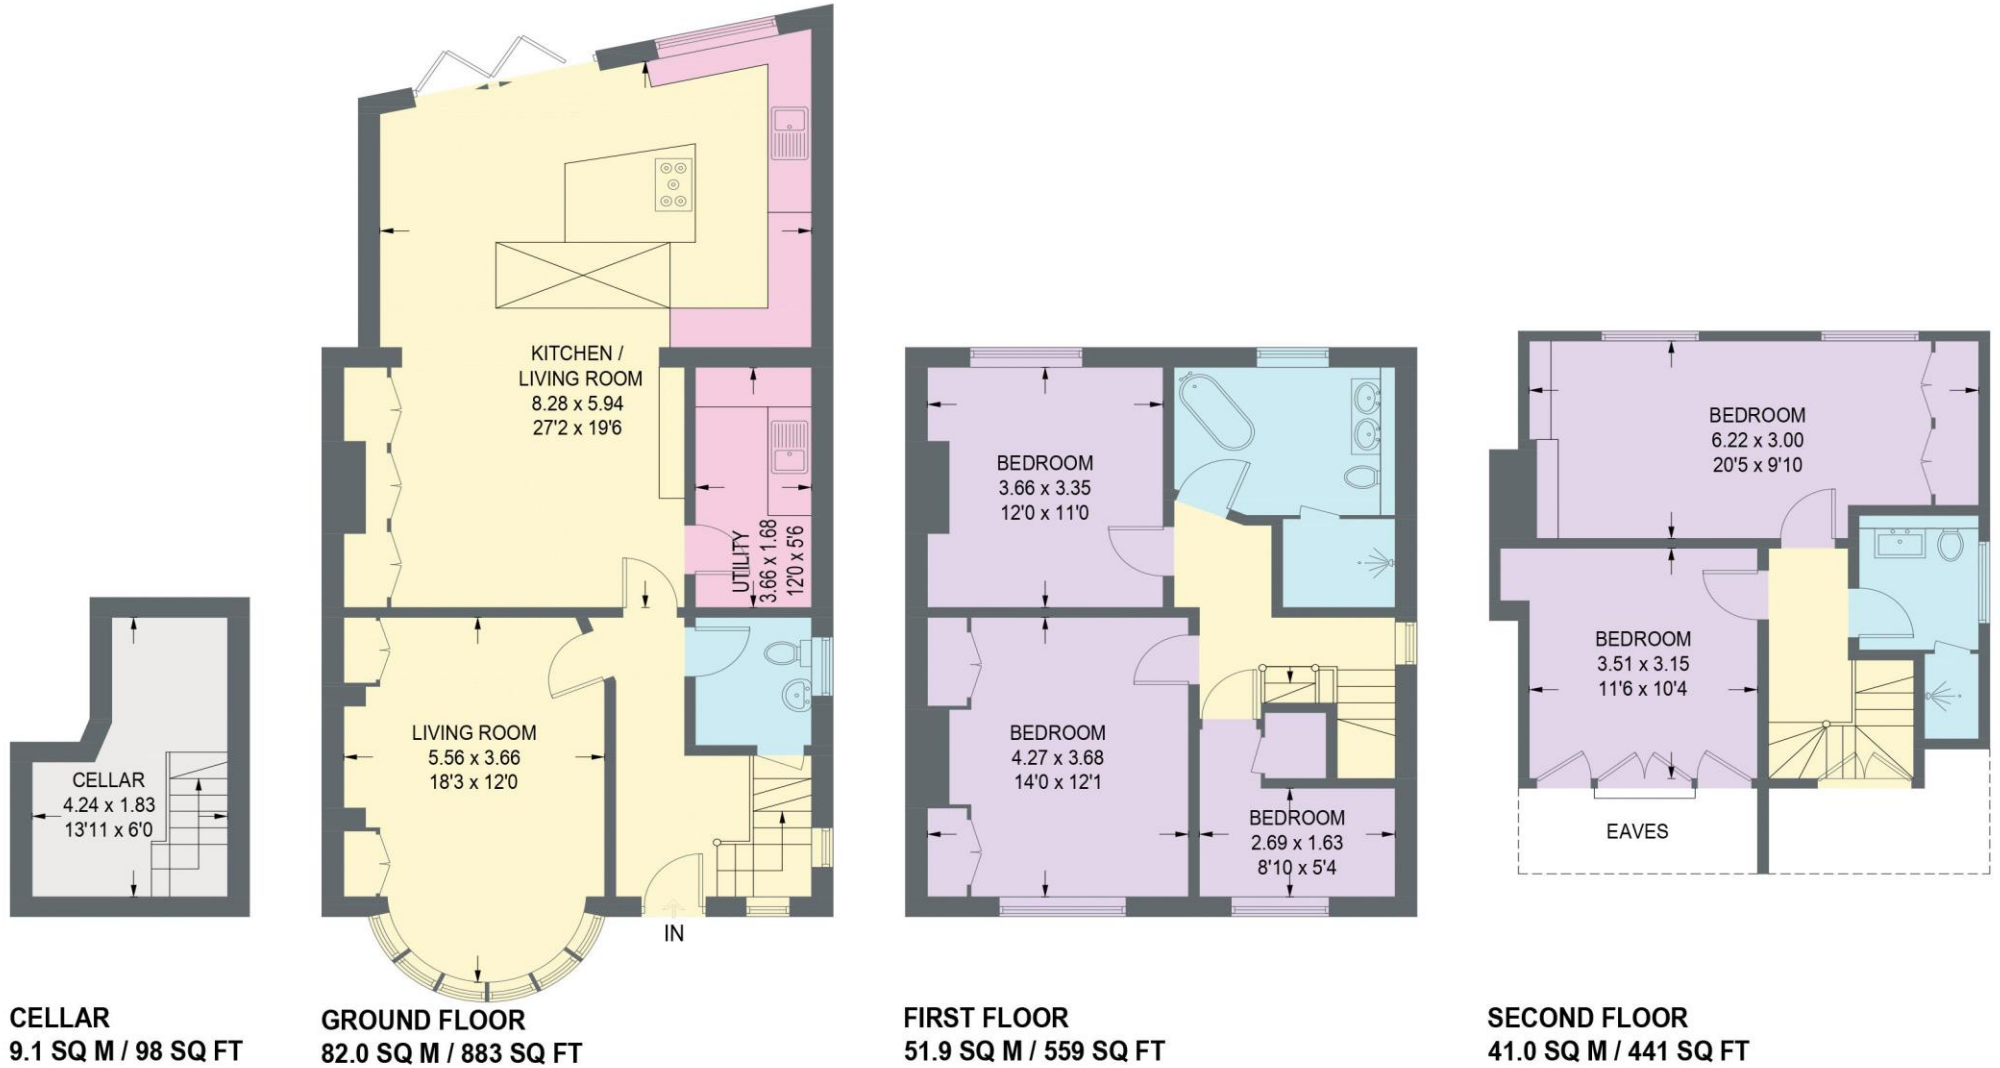 KITCHEN /
LIVING ROOM
8.28 x 5.94
27'2 x 19'6
UTILITY
3.66 x 1.68
12'0 x 5'6
LIVING ROOM
5.56 x 3.66
18'3 x 12'0
CELLAR
4.24 x 1.83
13'11 x 6'0
IN
BEDROOM
3.66 x 3.35
12'0 x 11'0
BEDROOM
4.27 x 3.68
14'0 x 12'1
BEDROOM
2.69 x 1.63
8'10 x 5'4
BEDROOM
6.22 x 3.00
20'5 x 9'10
BEDROOM
3.51 x 3.15
11'6 x 10'4
EAVES
CELLAR
9.1 SQ M / 98 SQ FT
GROUND FLOOR
82.0 SQ M / 883 SQ FT
FIRST FLOOR
51.9 SQ M / 559 SQ FT
SECOND FLOOR
41.0 SQ M / 441 SQ FT